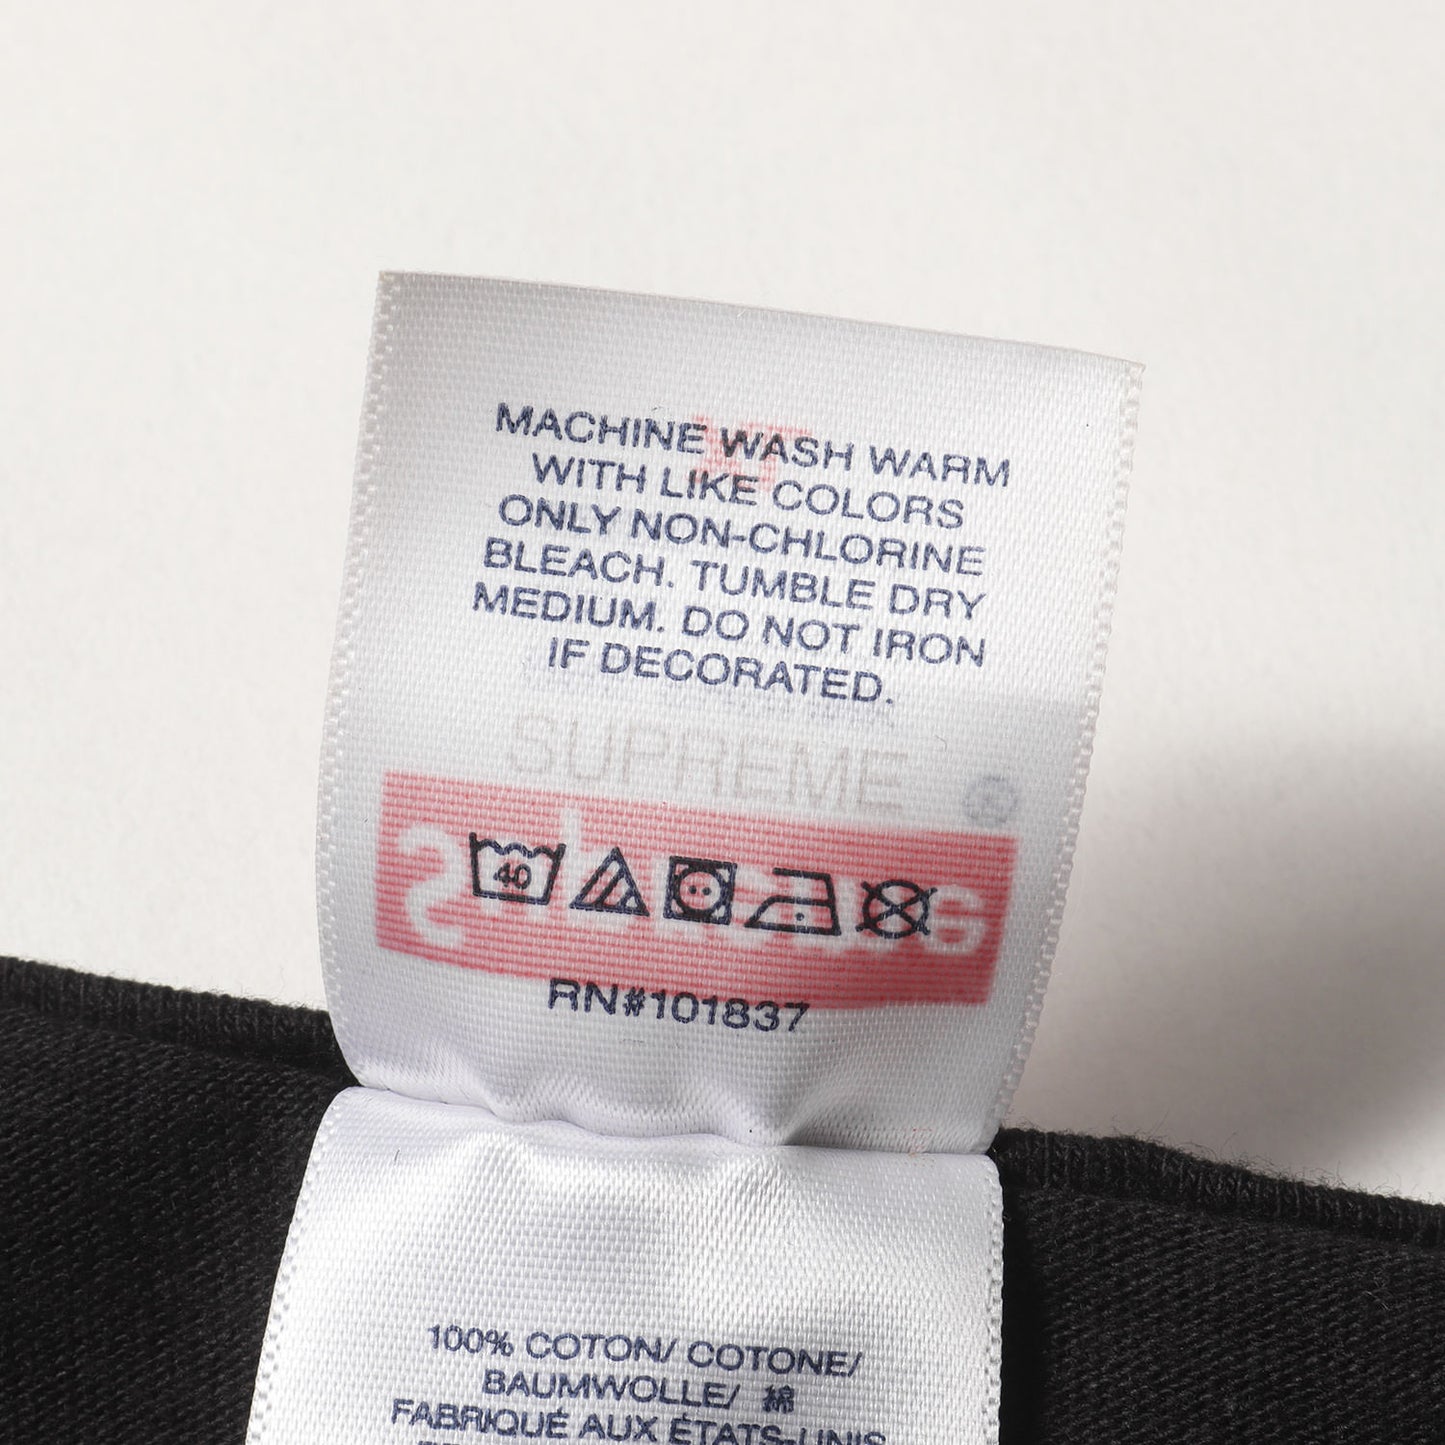 MACHINE WASH WARM
WITH LIKE COLORS
ONLY NON-CHLORINE
BLEACH. TUMBLE DRY
MEDIUM. DO NOT IRON
IF DECORATED.
SUPREME
40
RN#101837
100% COTON/ COTONE/
BAUMWOLLE/ 綿
FABRIQUÉ AUX ÉTATS-UNIS